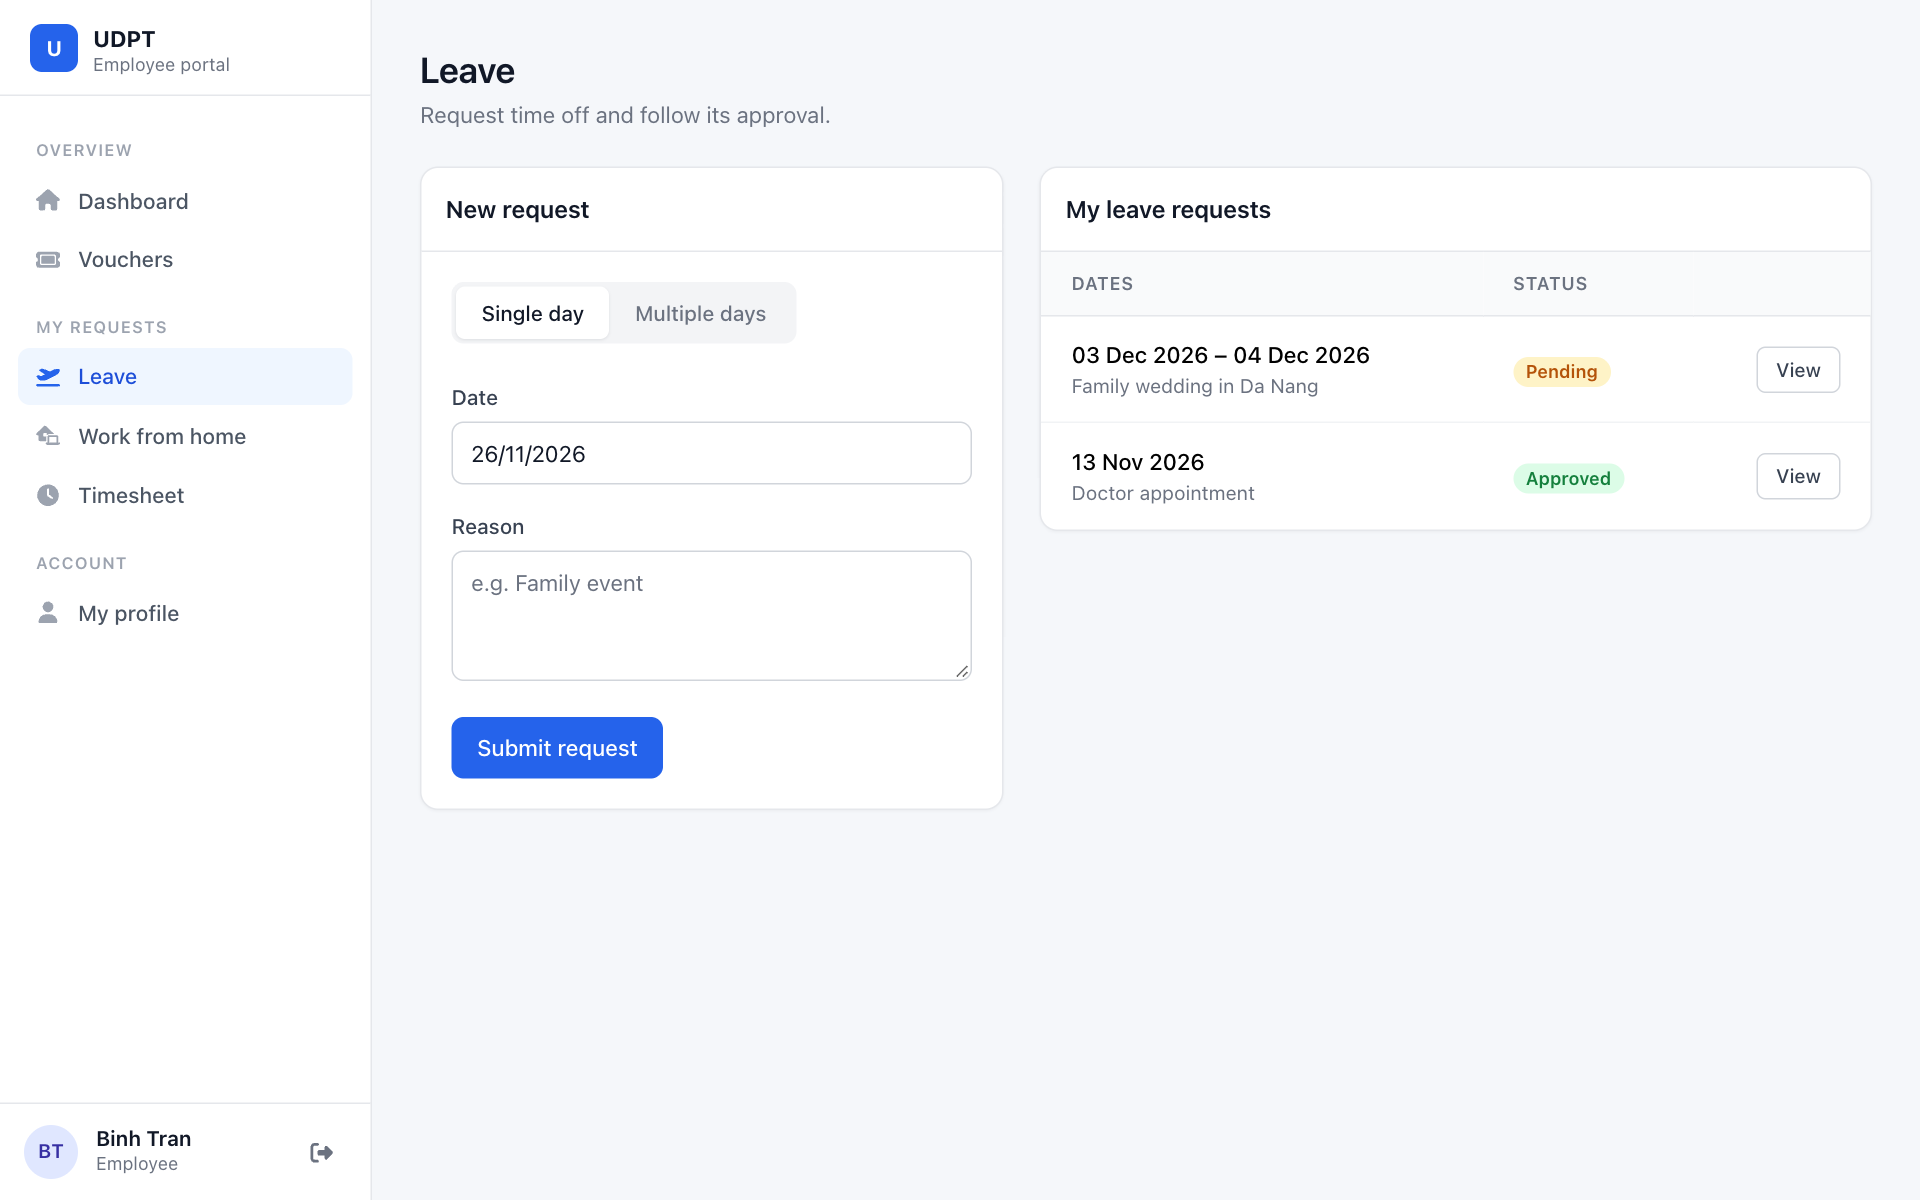 U
UDPT
Employee portal
OVERVIEW
Dashboard
Vouchers
MY REQUESTS
Leave
Work from home
Timesheet
ACCOUNT
My profile
BT
Binh Tran
Employee
Leave
Request time off and follow its approval.
New request
Single day
Multiple days
Date
26/11/2026
Reason
e.g. Family event
Submit request
My leave requests
DATES
STATUS
03 Dec 2026 – 04 Dec 2026
Family wedding in Da Nang
Pending
View
13 Nov 2026
Doctor appointment
Approved
View